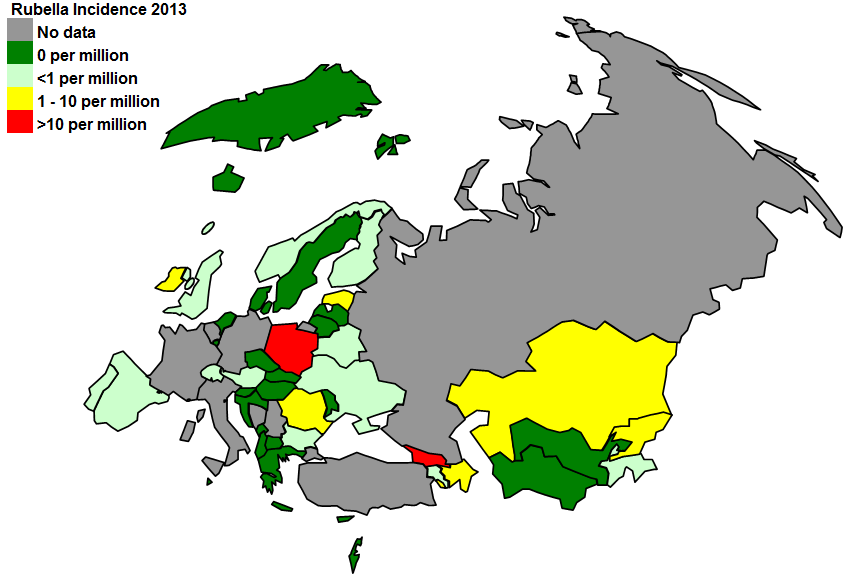 Rubella Incidence 2013
No data
0 per million
<1 per million
1 - 10 per million
>10 per million